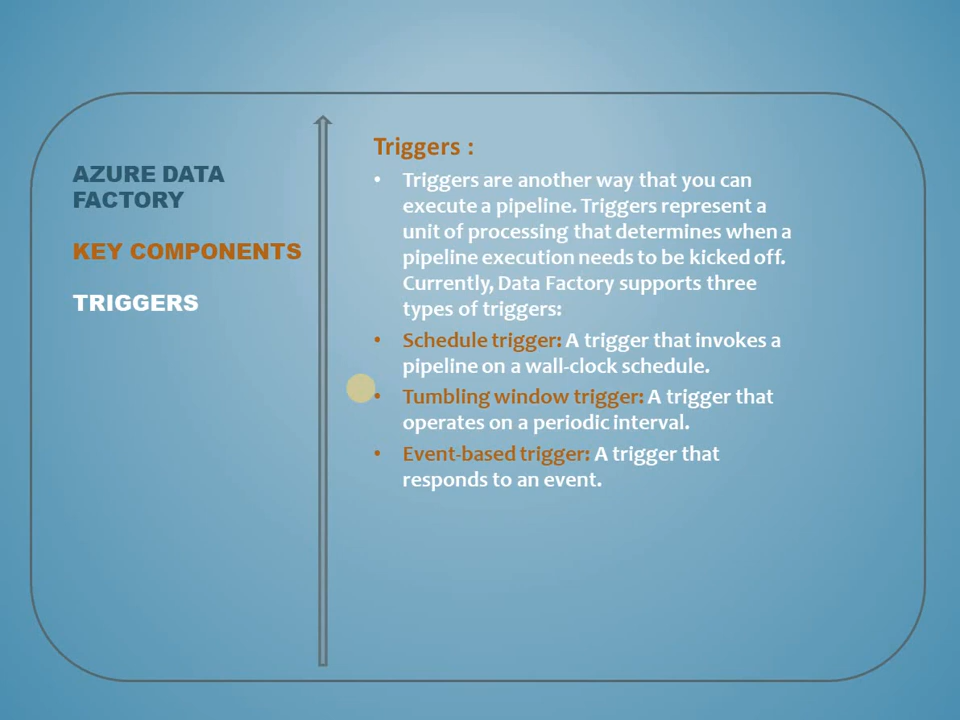 AZURE DATA
FACTORY
KEY COMPONENTS
TRIGGERS
Triggers :
• Triggers are another way that you can
execute a pipeline. Triggers represent a
unit of processing that determines when a
pipeline execution needs to be kicked off.
Currently, Data Factory supports three
types of triggers:
• Schedule trigger: A trigger that invokes a
pipeline on a wall-clock schedule.
• Tumbling window trigger: A trigger that
operates on a periodic interval.
• Event-based trigger: A trigger that
responds to an event.